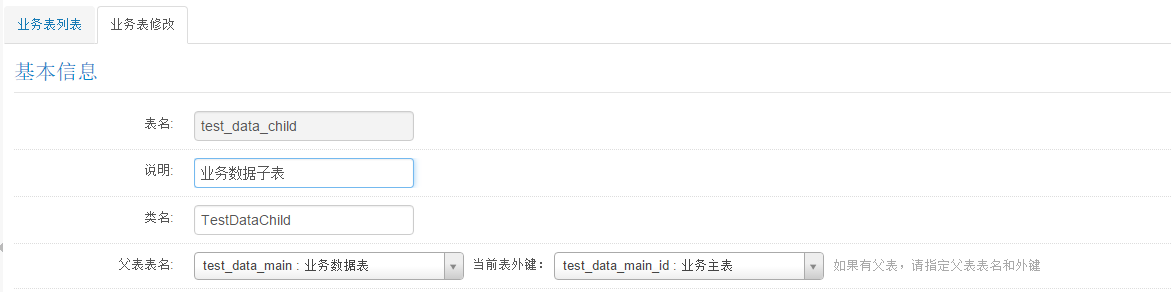 业务表列表 业务表修改
基本信息
表名: test_data_child
说明: 业务数据子表
类名: TestDataChild
父表表名: test_data_main : 业务数据表 当前表外键： test_data_main_id : 业务主表 如果有父表，请指定父表表名和外键